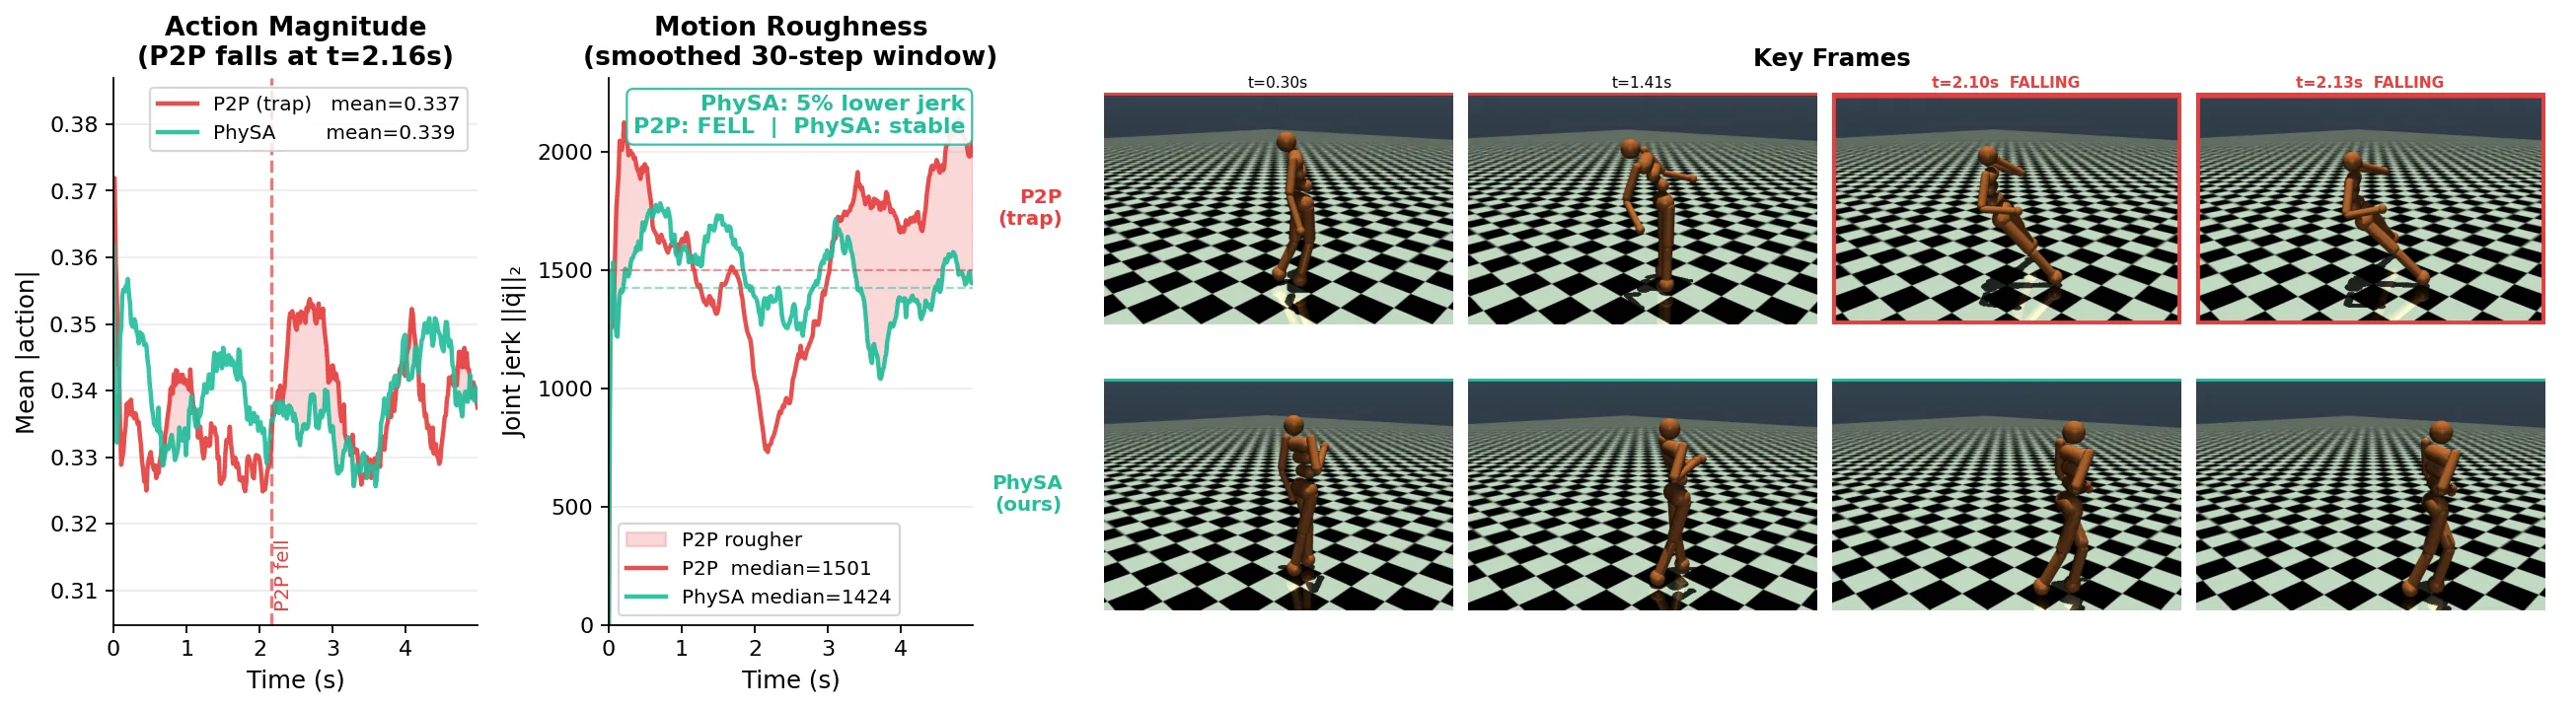 Action Magnitude
(P2P falls at t=2.16s)
P2P (trap) mean=0.337
PhySA mean=0.339
0.38
0.37
0.36
0.35
0.34
0.33
0.32
0.31
Mean |action|
P2P fell
0 1 2 3 4
Time (s)
Motion Roughness
(smoothed 30-step window)
PhySA: 5% lower jerk
P2P: FELL | PhySA: stable
2000
1500
1000
500
0
Joint jerk ||q̈||₂
P2P rougher
P2P median=1501
PhySA median=1424
0 1 2 3 4
Time (s)
Key Frames
t=0.30s
t=1.41s
t=2.10s FALLING
t=2.13s FALLING
P2P
(trap)
PhySA
(ours)